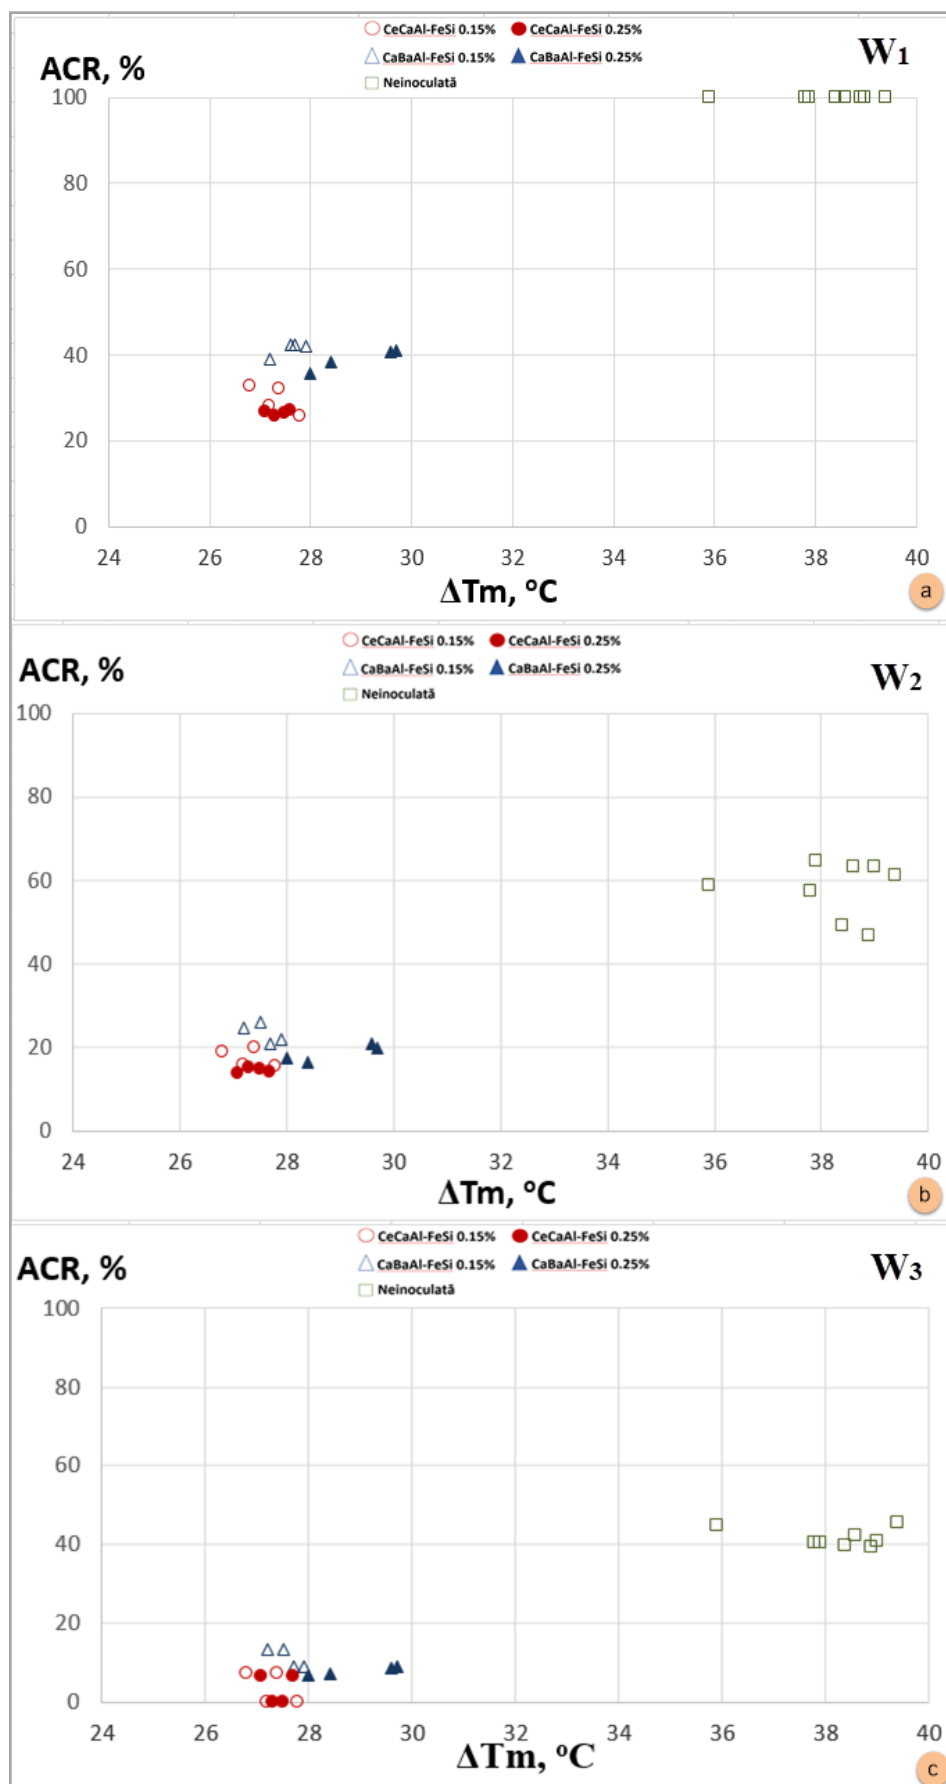 CeCaAl-FeSi 0.15% CeCaAl-FeSi 0.25%
CaBaAl-FeSi 0.15% CaBaAl-FeSi 0.25%
Neinoculată
W1
ACR, %
100
80
60
40
20
0
24 26 28 30 32 34 36 38 40
ΔTm, °C
a
CeCaAl-FeSi 0.15% CeCaAl-FeSi 0.25%
CaBaAl-FeSi 0.15% CaBaAl-FeSi 0.25%
Neinoculată
W2
ACR, %
100
80
60
40
20
0
24 26 28 30 32 34 36 38 40
ΔTm, °C
b
CeCaAl-FeSi 0.15% CeCaAl-FeSi 0.25%
CaBaAl-FeSi 0.15% CaBaAl-FeSi 0.25%
Neinoculată
W3
ACR, %
100
80
60
40
20
0
24 26 28 30 32 34 36 38 40
ΔTm, °C
c